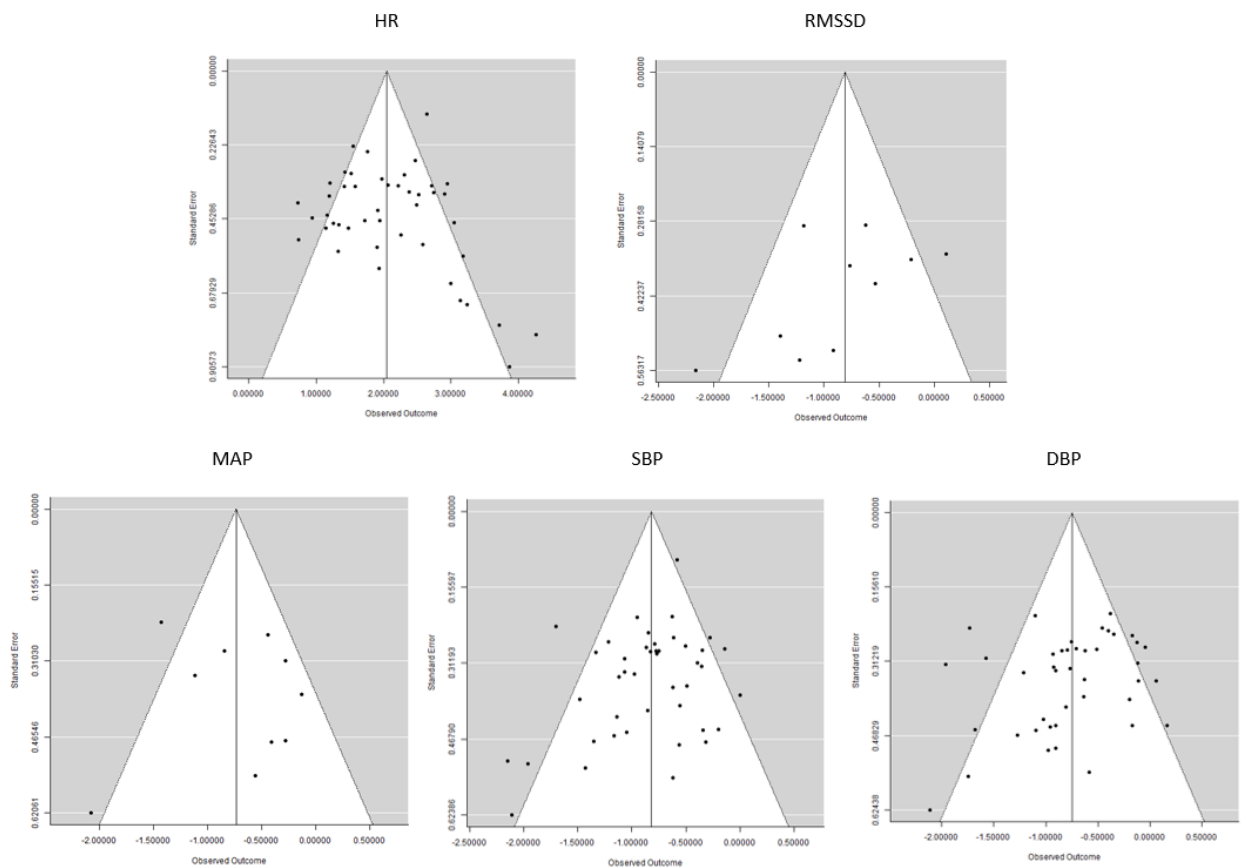 HR
RMSSD
0.00000
0.22643
0.45286
0.67929
0.90573
Standard Error
0.00000 1.00000 2.00000 3.00000 4.00000
Observed Outcome
0.00000
0.14079
0.28158
0.42237
0.56317
Standard Error
-2.50000 -2.00000 -1.50000 -1.00000 -0.50000 0.00000 0.50000
Observed Outcome
MAP
SBP
DBP
0.00000
0.15515
0.31030
0.46546
0.62061
Standard Error
-2.00000 -1.50000 -1.00000 -0.50000 0.00000 0.50000
Observed Outcome
0.00000
0.15597
0.31193
0.46790
0.62386
Standard Error
-2.50000 -2.00000 -1.50000 -1.00000 -0.50000 0.00000 0.50000
Observed Outcome
0.00000
0.15610
0.31219
0.46829
0.62438
Standard Error
-2.00000 -1.50000 -1.00000 -0.50000 0.00000 0.50000
Observed Outcome